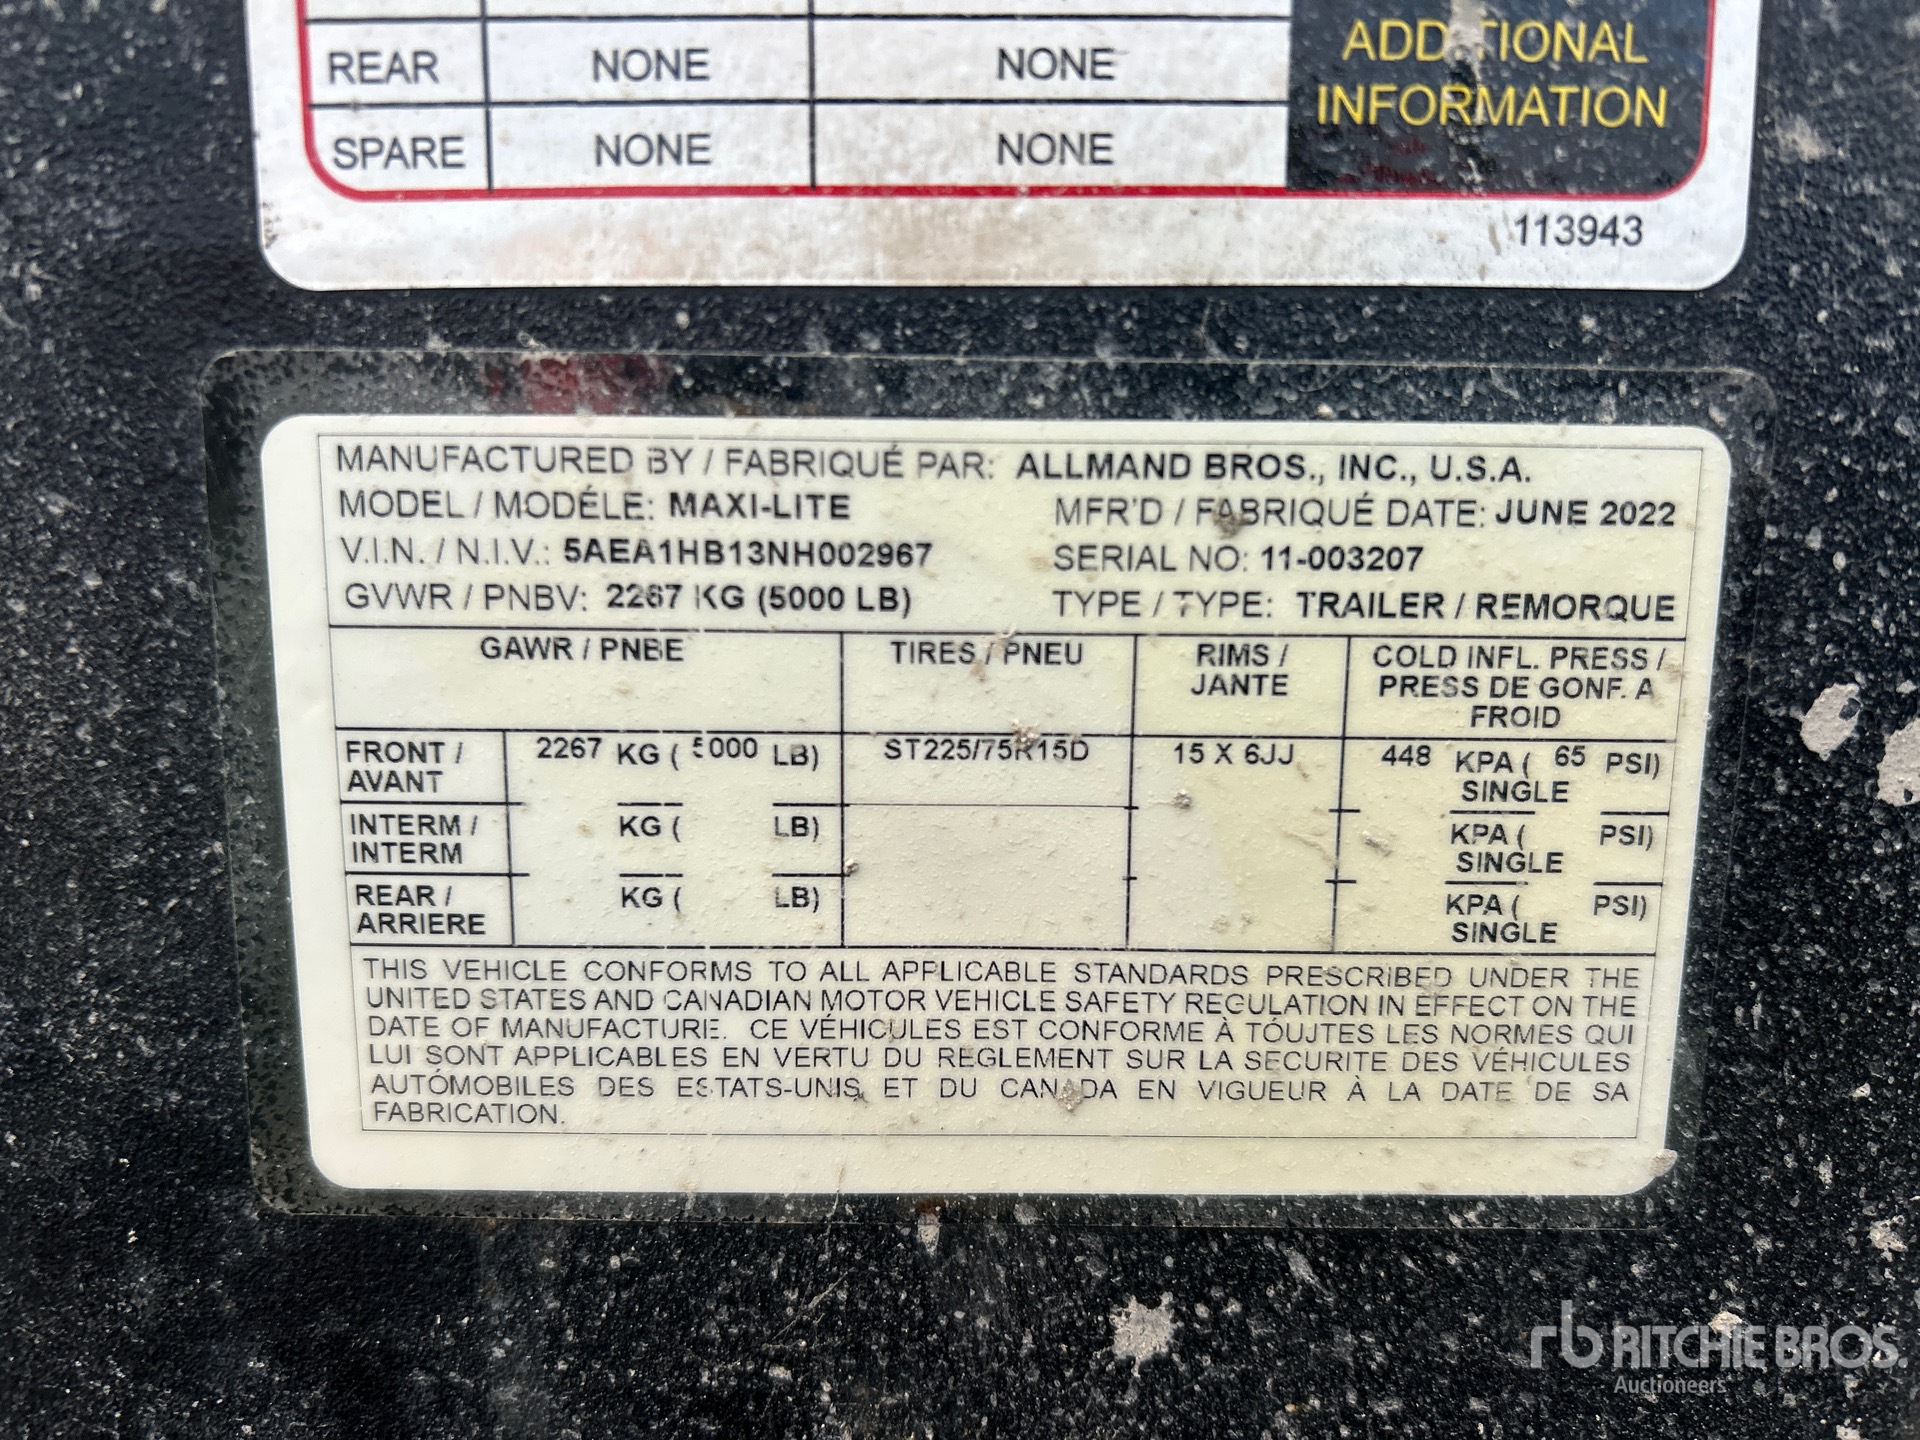 REAR NONE NONE
SPARE NONE NONE
ADDITIONAL
INFORMATION
113943
MANUFACTURED BY / FABRIQUÉ PAR: ALLMAND BROS., INC., U.S.A.
MODEL / MODÉLE: MAXI-LITE MFR'D / FABRIQUÉ DATE: JUNE 2022
V.I.N. / N.I.V.: 5AEA1HB13NH002967 SERIAL NO: 11-003207
GVWR / PNBV: 2267 KG (5000 LB) TYPE / TYPE: TRAILER / REMORQUE
GAWR / PNBE TIRES / PNEU RIMS / JANTE COLD INFL. PRESS / PRESS DE GONF. A FROID
FRONT / AVANT 2267 KG ( 5000 LB) ST225/75R15D 15 X 6JJ 448 KPA ( 65 PSI) SINGLE
INTERM / INTERM KG ( LB) KPA ( PSI) SINGLE
REAR / ARRIERE KG ( LB) KPA ( PSI) SINGLE
THIS VEHICLE CONFORMS TO ALL APPLICABLE STANDARDS PRESCRIBED UNDER THE
UNITED STATES AND CANADIAN MOTOR VEHICLE SAFETY REGULATION IN EFFECT ON THE
DATE OF MANUFACTURE. CE VÉHICULES EST CONFORME À TOUJTES LES NORMES QUI
LUI SONT APPLICABLES EN VERTU DU REGLEMENT SUR LA SECURITE DES VÉHICULES
AUTÓMOBILES DES ESTATS-UNIS ET DU CANADA EN VIGUEUR À LA DATE DE SA
FABRICATION.
rb RITCHIE BROS.
Auctioneers